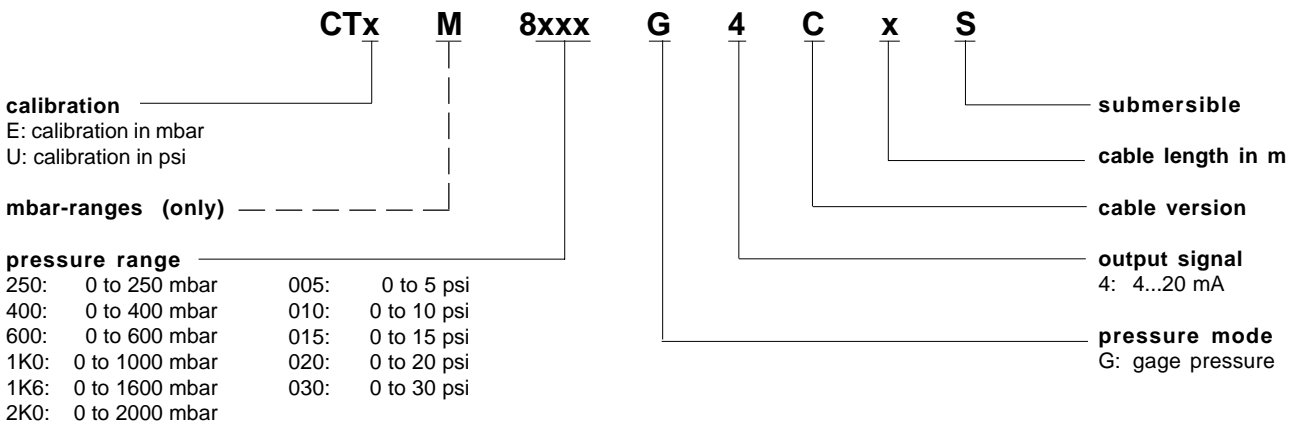 CTx M 8xxx G 4 C x S
calibration
E: calibration in mbar
U: calibration in psi
mbar-ranges (only)
pressure range
250: 0 to 250 mbar 005: 0 to 5 psi
400: 0 to 400 mbar 010: 0 to 10 psi
600: 0 to 600 mbar 015: 0 to 15 psi
1K0: 0 to 1000 mbar 020: 0 to 20 psi
1K6: 0 to 1600 mbar 030: 0 to 30 psi
2K0: 0 to 2000 mbar
submersible
cable length in m
cable version
output signal
4: 4...20 mA
pressure mode
G: gage pressure